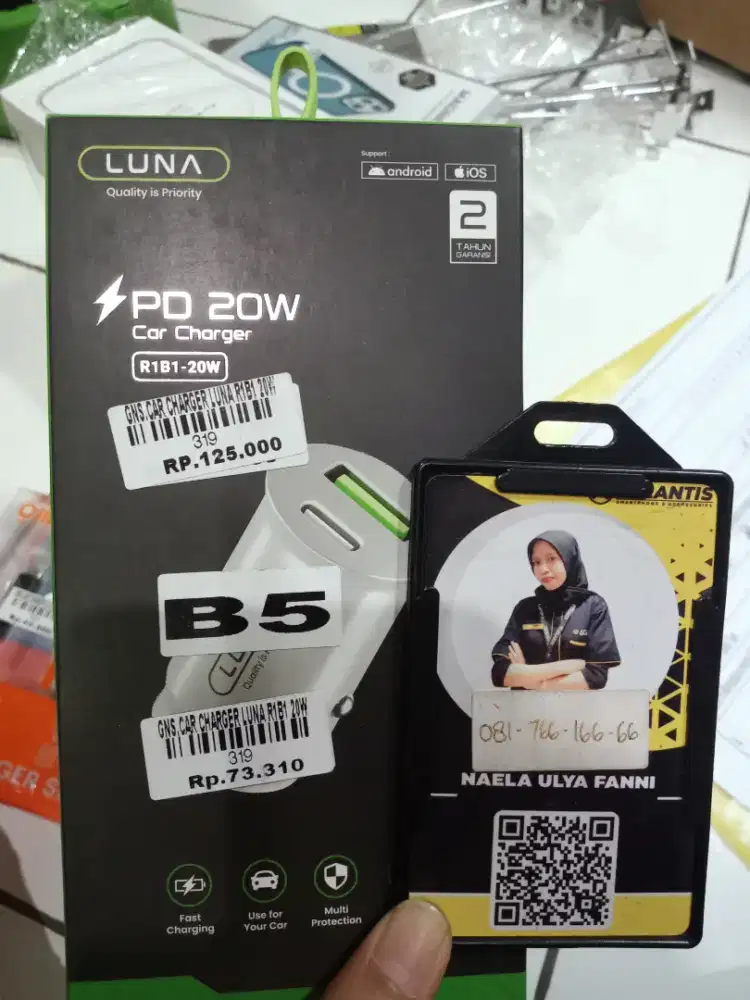 LUNA
Quality is Priority
Support :
android
iOS
2
TAHUN
GARANSI
PD 20W
Car Charger
R1B1-20W
GNS.CAR CHARGER LUNA R1B1 20W
319
RP.125.000
B5
GNS.CAR CHARGER LUNA R1B1 20W
319
Rp.73.310
Fast
Charging
Use for
Your Car
Multi
Protection
ANTIS
SMARTPHONE & ACCESSORIES
081-766-166-66
NAELA ULYA FANNI